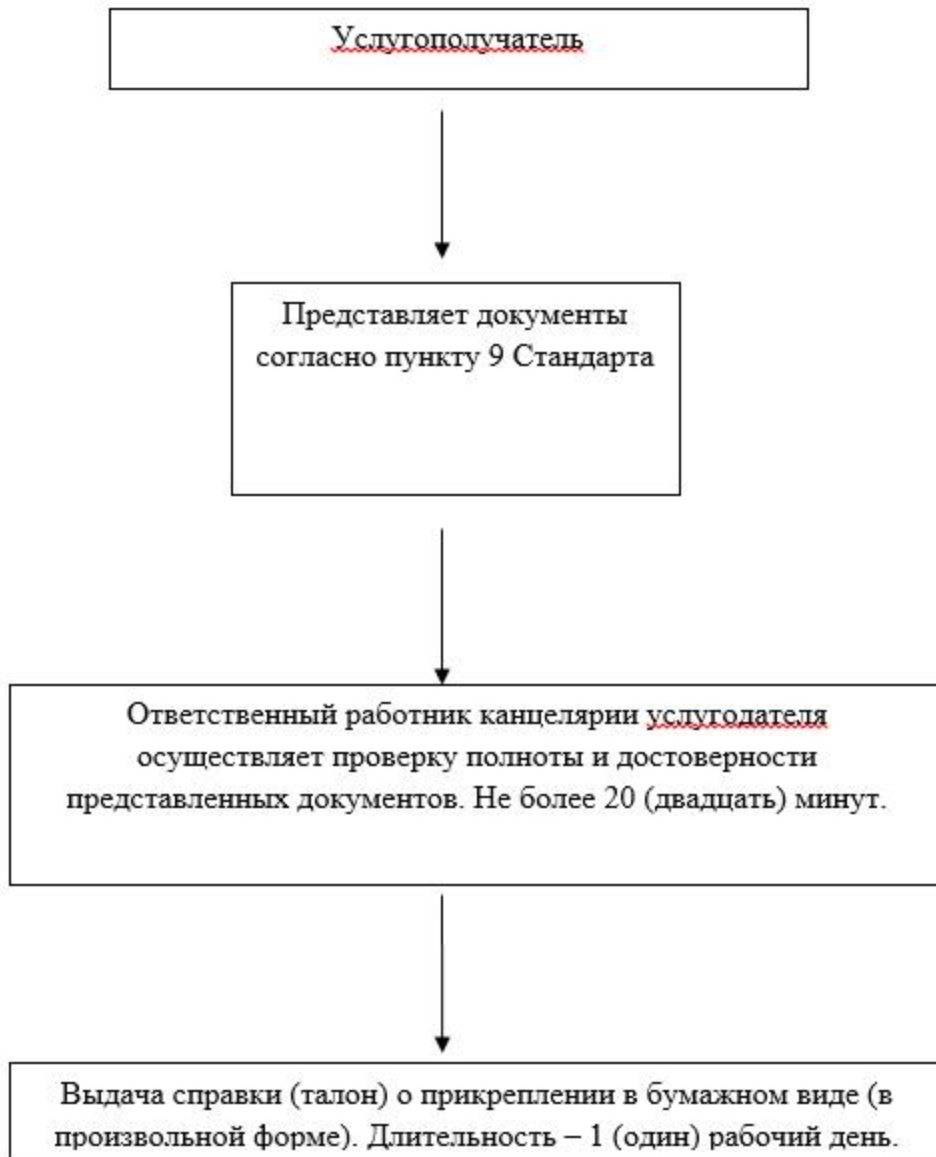 Услугополучатель
Представляет документы
согласно пункту 9 Стандарта
Ответственный работник канцелярии услугодателя
осуществляет проверку полноты и достоверности
представленных документов. Не более 20 (двадцать) минут.
Выдача справки (талон) о прикреплении в бумажном виде (в
произвольной форме). Длительность – 1 (один) рабочий день.